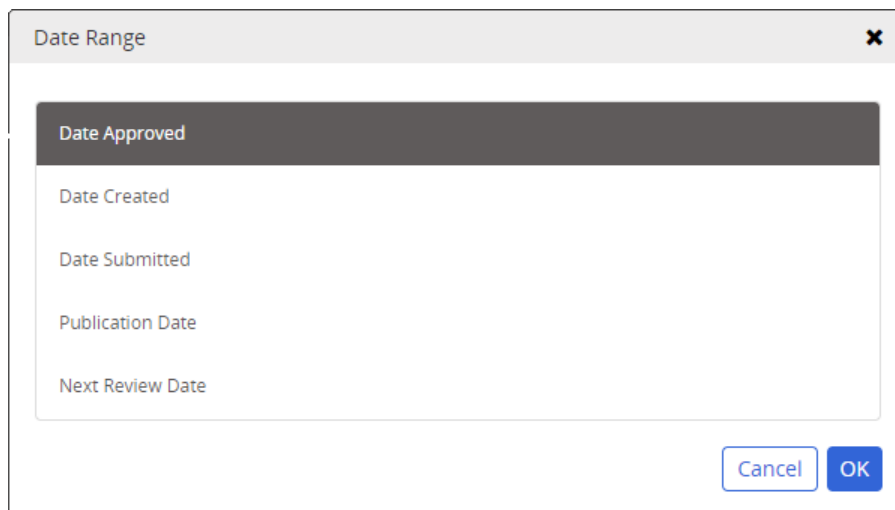 Date Range
Date Approved
Date Created
Date Submitted
Publication Date
Next Review Date
Cancel OK